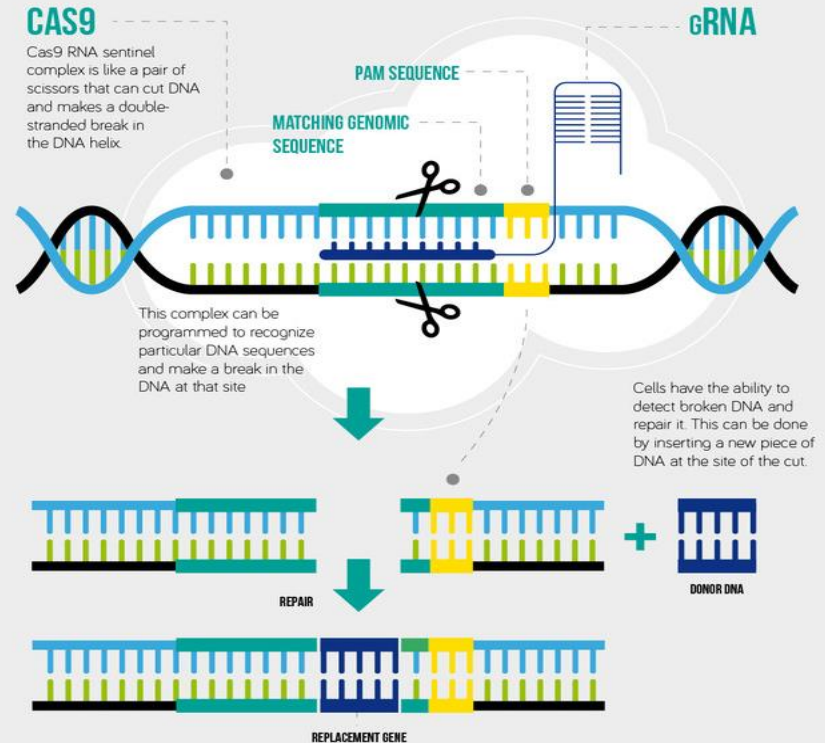 CAS9
Cas9 RNA sentinel
complex is like a pair of
scissors that can cut DNA
and makes a double-
stranded break in
the DNA helix.
gRNA
PAM SEQUENCE
MATCHING GENOMIC
SEQUENCE
This complex can be
programmed to recognize
particular DNA sequences
and make a break in the
DNA at that site
Cells have the ability to
detect broken DNA and
repair it. This can be done
by inserting a new piece of
DNA at the site of the cut.
+
DONOR DNA
REPAIR
REPLACEMENT GENE